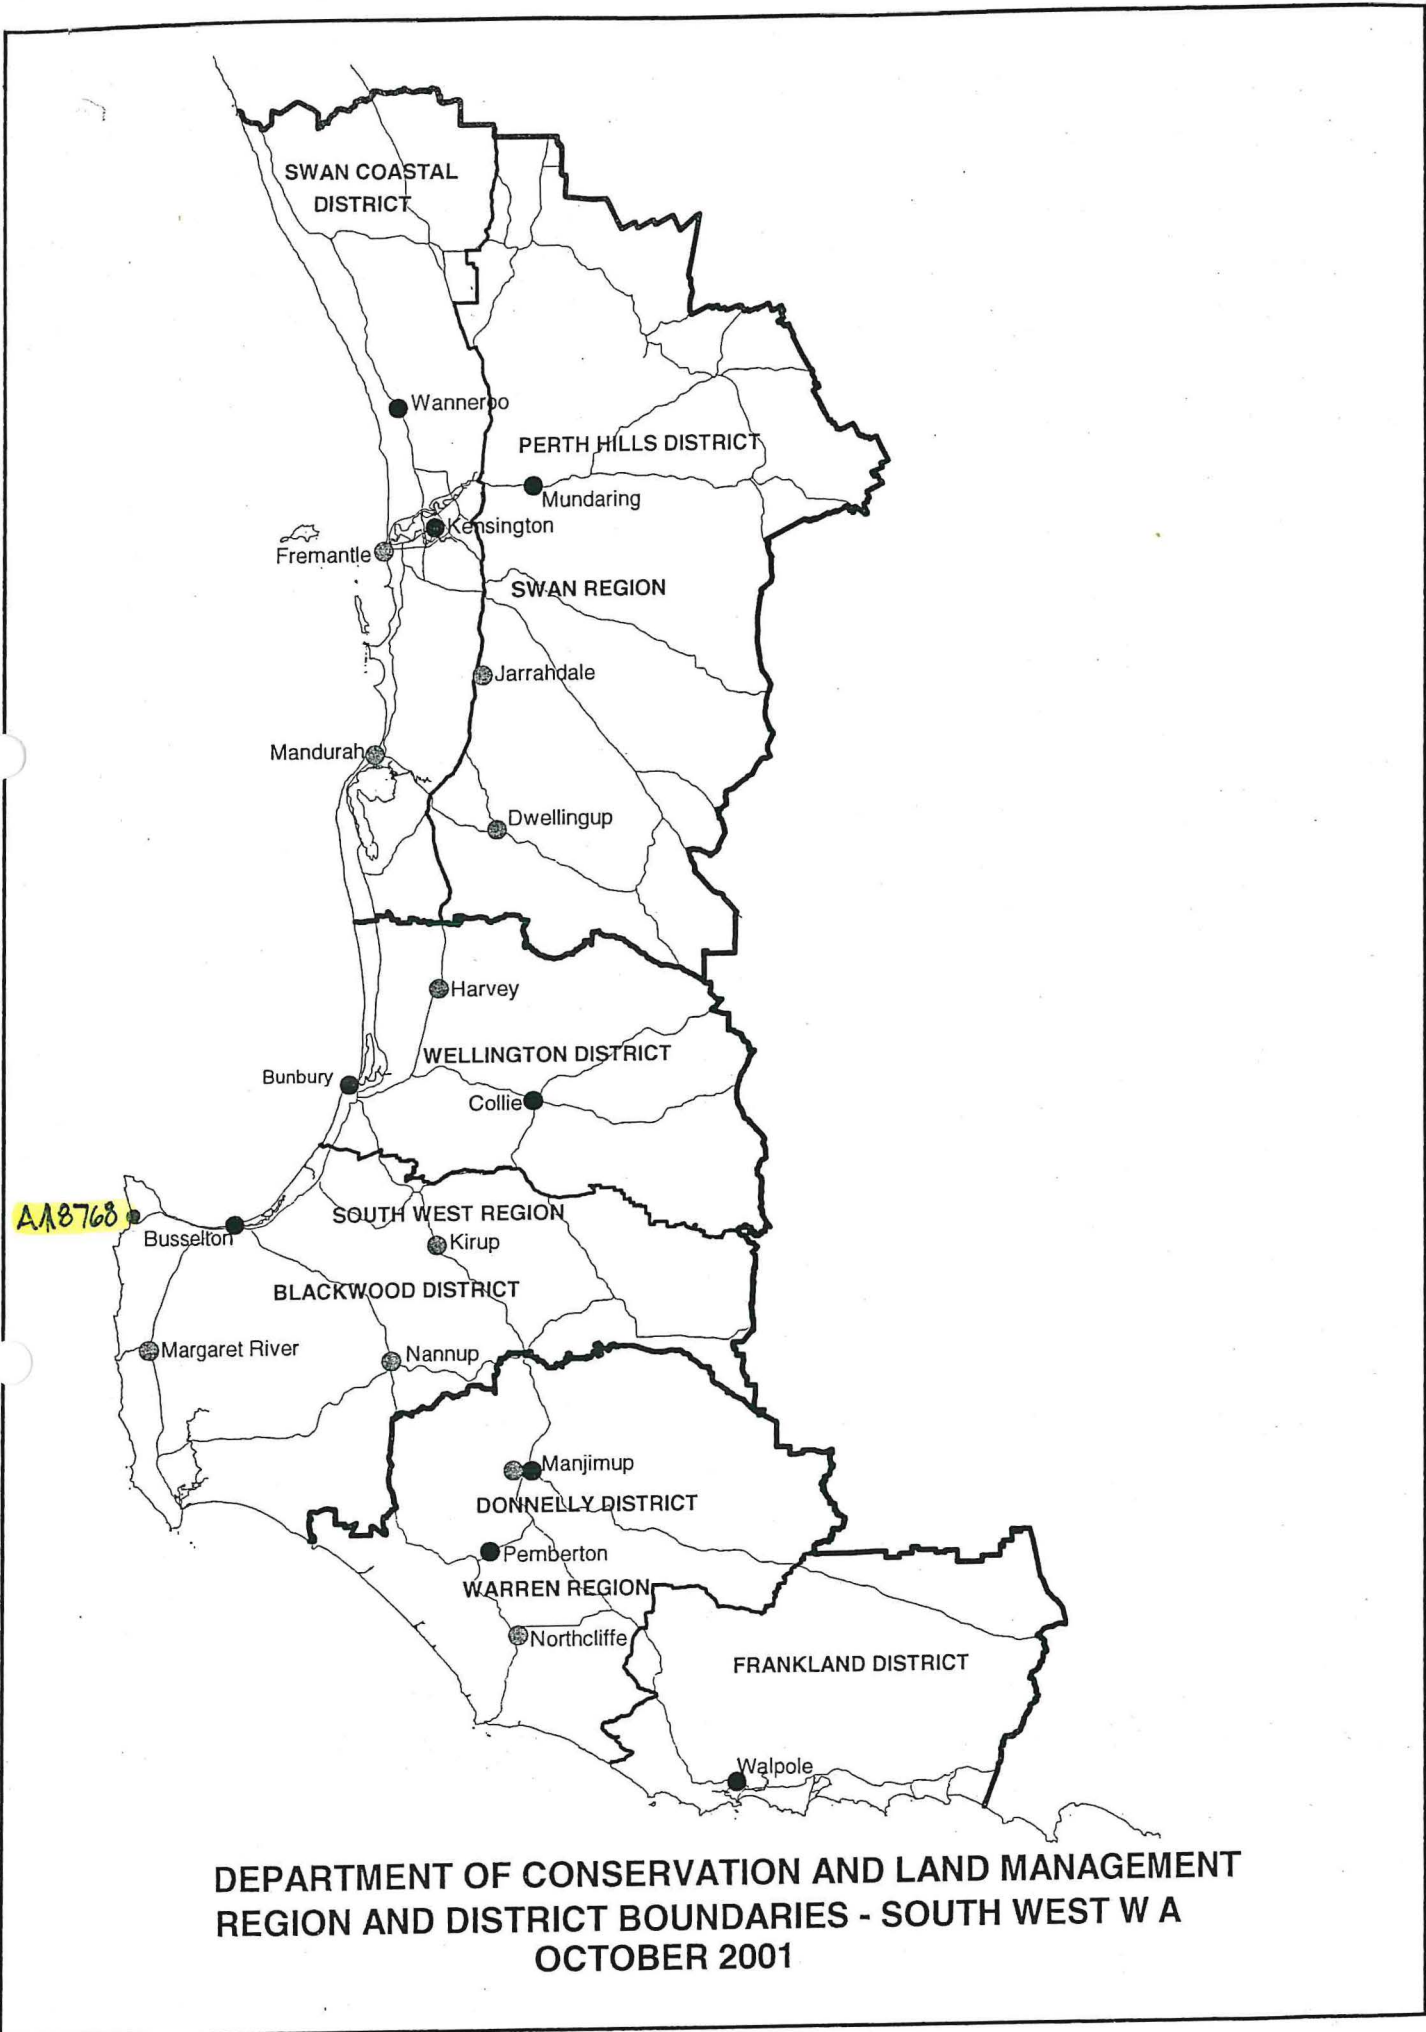 SWAN COASTAL
DISTRICT
Wanneroo
PERTH HILLS DISTRICT
Mundaring
Kensington
Fremantle
SWAN REGION
Jarrahdale
Mandurah
Dwellingup
Harvey
WELLINGTON DISTRICT
Bunbury
Collie
A18768
SOUTH WEST REGION
Busselton
Kirup
BLACKWOOD DISTRICT
Margaret River
Nannup
Manjimup
DONNELLY DISTRICT
Pemberton
WARREN REGION
Northcliffe
FRANKLAND DISTRICT
Walpole
DEPARTMENT OF CONSERVATION AND LAND MANAGEMENT
REGION AND DISTRICT BOUNDARIES - SOUTH WEST W A
OCTOBER 2001